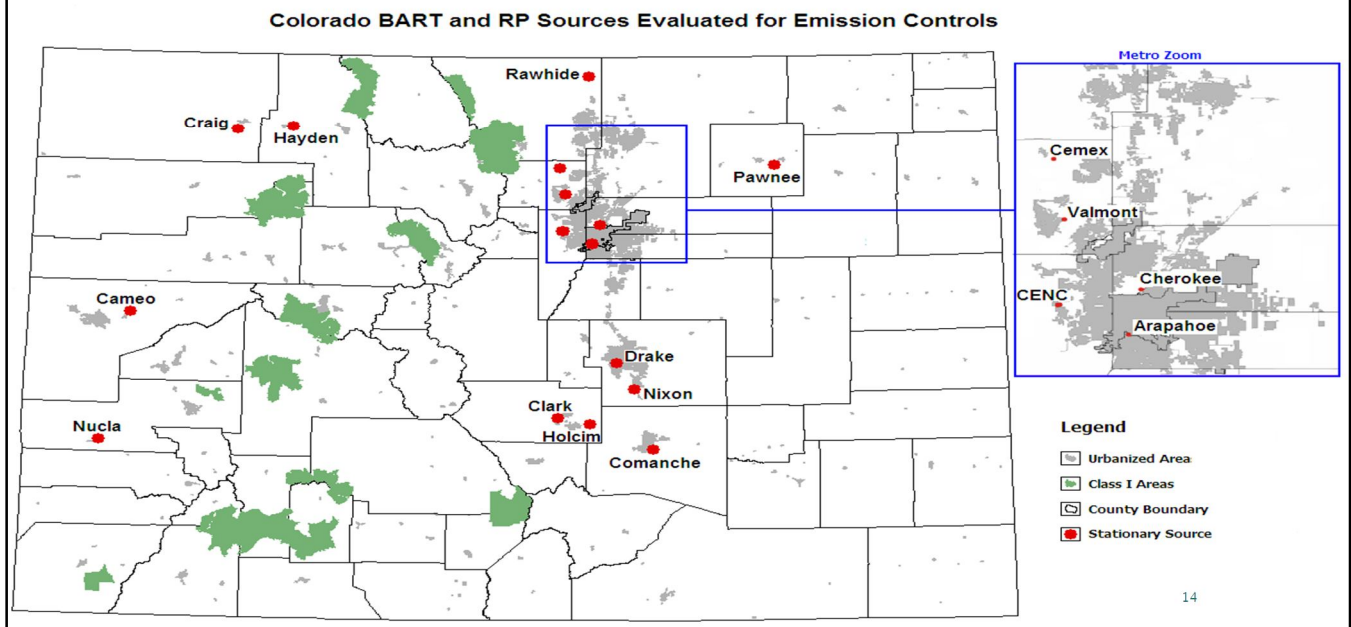 Colorado BART and RP Sources Evaluated for Emission Controls
Metro Zoom
Rawhide
Craig
Hayden
Pawnee
Cemex
Valmont
Cherokee
CENC
Arapahoe
Cameo
Drake
Nixon
Clark
Holcim
Nucla
Comanche
Legend
Urbanized Area
Class I Areas
County Boundary
Stationary Source
14